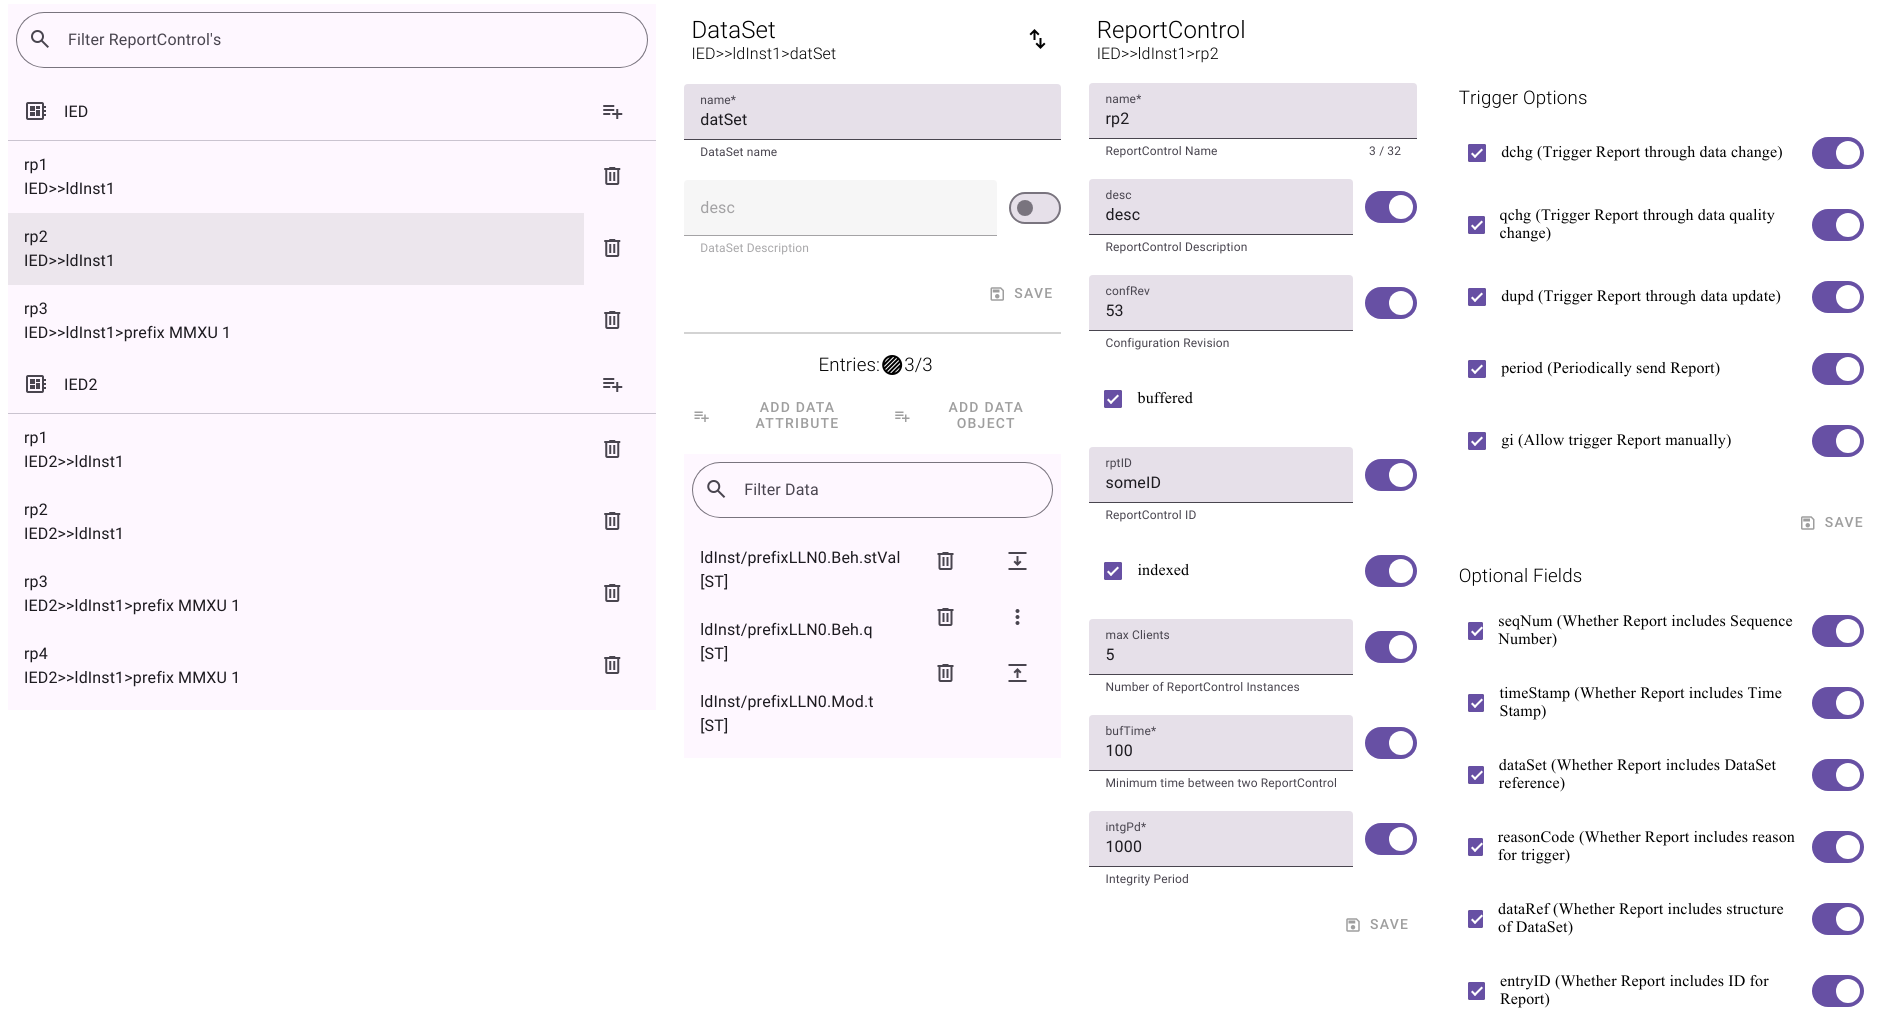 Filter ReportControl's
IED
rp1
IED>>ldInst1
rp2
IED>>ldInst1
rp3
IED>>ldInst1>prefix MMXU 1
IED2
rp1
IED2>>ldInst1
rp2
IED2>>ldInst1
rp3
IED2>>ldInst1>prefix MMXU 1
rp4
IED2>>ldInst1>prefix MMXU 1
DataSet
IED>>ldInst1>datSet
name*
datSet
DataSet name
desc
DataSet Description
SAVE
Entries: 3/3
ADD DATA
ATTRIBUTE
ADD DATA
OBJECT
Filter Data
ldInst/prefixLLN0.Beh.stVal
[ST]
ldInst/prefixLLN0.Beh.q
[ST]
ldInst/prefixLLN0.Mod.t
[ST]
ReportControl
IED>>ldInst1>rp2
name*
rp2
ReportControl Name 3 / 32
desc
desc
ReportControl Description
confRev
53
Configuration Revision
buffered
rptID
someID
ReportControl ID
indexed
max Clients
5
Number of ReportControl Instances
bufTime*
100
Minimum time between two ReportControl
intgPd*
1000
Integrity Period
SAVE
Trigger Options
dchg (Trigger Report through data change)
qchg (Trigger Report through data quality
change)
dupd (Trigger Report through data update)
period (Periodically send Report)
gi (Allow trigger Report manually)
SAVE
Optional Fields
seqNum (Whether Report includes Sequence
Number)
timeStamp (Whether Report includes Time
Stamp)
dataSet (Whether Report includes DataSet
reference)
reasonCode (Whether Report includes reason
for trigger)
dataRef (Whether Report includes structure
of DataSet)
entryID (Whether Report includes ID for
Report)